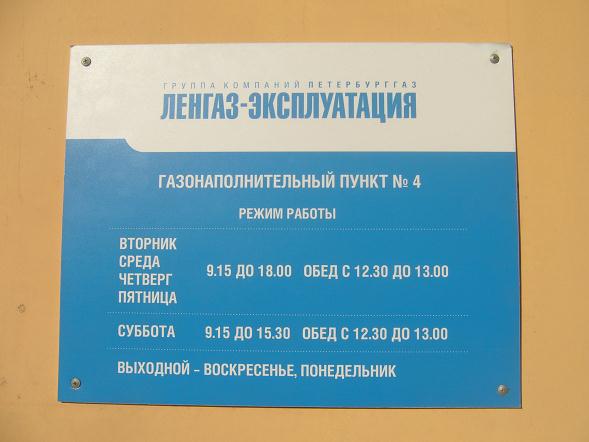 ГРУППА КОМПАНИЙ ПЕТЕРБУРГГАЗ
ЛЕНГАЗ-ЭКСПЛУАТАЦИЯ
ГАЗОНАПОЛНИТЕЛЬНЫЙ ПУНКТ № 4
РЕЖИМ РАБОТЫ
ВТОРНИК
СРЕДА
ЧЕТВЕРГ
ПЯТНИЦА
9.15 ДО 18.00 ОБЕД С 12.30 ДО 13.00
СУББОТА 9.15 ДО 15.30 ОБЕД С 12.30 ДО 13.00
ВЫХОДНОЙ - ВОСКРЕСЕНЬЕ, ПОНЕДЕЛЬНИК